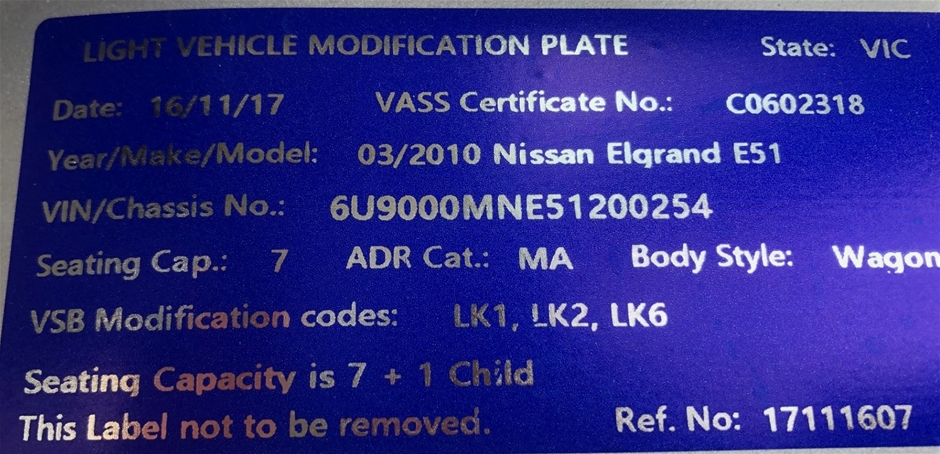 LIGHT VEHICLE MODIFICATION PLATE State: VIC
Date: 16/11/17 VASS Certificate No.: C0602318
Year/Make/Model: 03/2010 Nissan Elqrand E51
VIN/Chassis No.: 6U9000MNE51200254
Seating Cap.: 7 ADR Cat.: MA Body Style: Wagon
VSB Modification codes: LK1, LK2, LK6
Seating Capacity is 7 + 1 Child
This Label not to be removed. Ref. No: 17111607